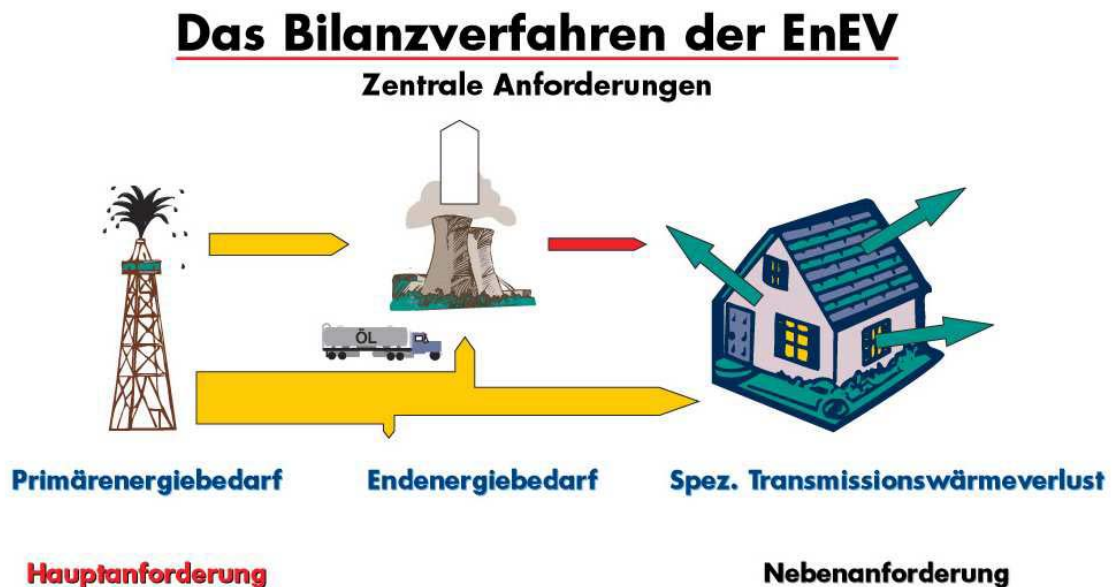 Das Bilanzverfahren der EnEV
Zentrale Anforderungen
ÖL
Primärenergiebedarf Endenergiebedarf Spez. Transmissionswärmeverlust
Hauptanforderung Nebenanforderung